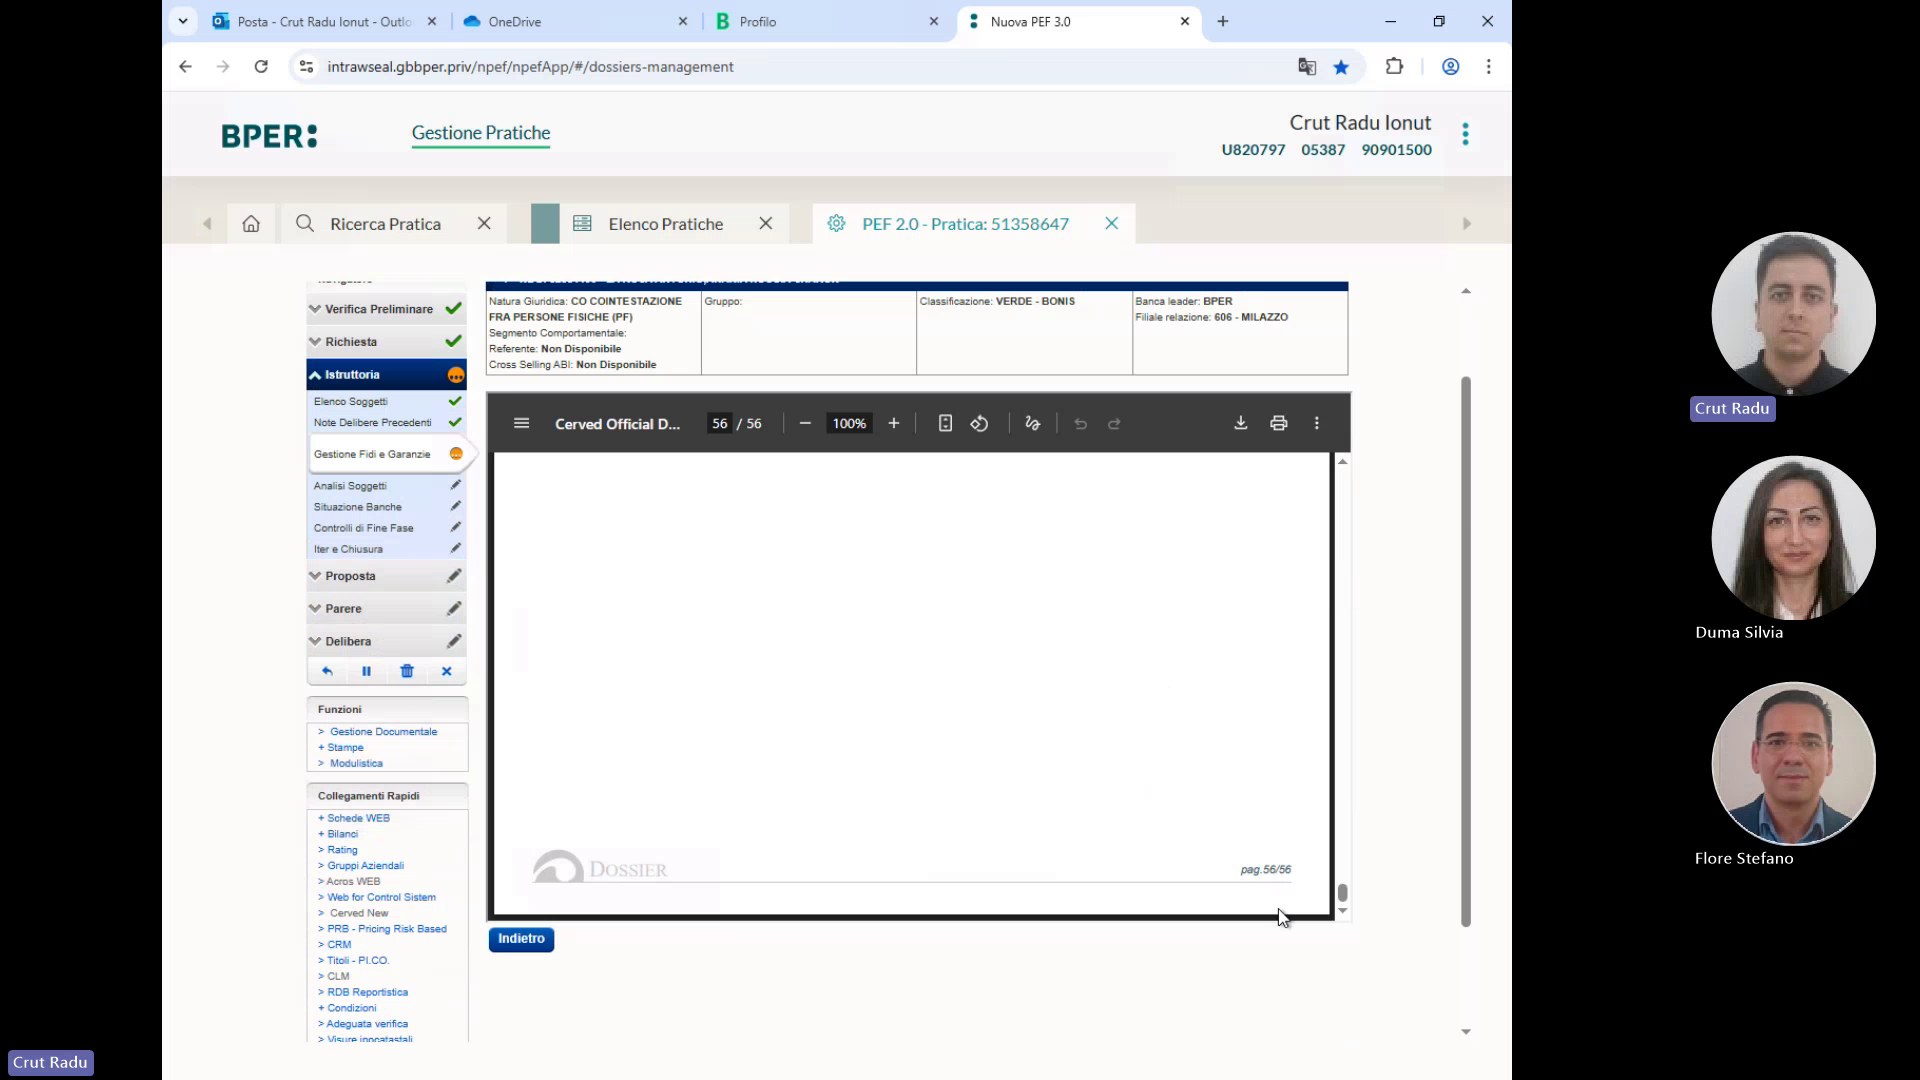 Posta - Crut Radu Ionut - Outlo
OneDrive
Profilo
Nuova PEF 3.0
intrawseal.gbbper.priv/npef/npefApp/#/dossiers-management
BPER:
Gestione Pratiche
Crut Radu Ionut
U820797 05387 90901500
Ricerca Pratica
Elenco Pratiche
PEF 2.0 - Pratica: 51358647
Verifica Preliminare
Richiesta
Istruttoria
Elenco Soggetti
Note Delibere Precedenti
Gestione Fidi e Garanzie
Analisi Soggetti
Situazione Banche
Controlli di Fine Fase
Iter e Chiusura
Proposta
Parere
Delibera
Funzioni
> Gestione Documentale
+ Stampe
> Modulistica
Collegamenti Rapidi
+ Schede WEB
+ Bilanci
> Rating
> Gruppi Aziendali
> Acros WEB
> Web for Control Sistem
> Cerved New
> PRB - Pricing Risk Based
> CRM
> Titoli - PI.CO.
> CLM
> RDB Reportistica
+ Condizioni
> Adeguata verifica
> Visure ipocatastali
Natura Giuridica: CO COINTESTAZIONE
FRA PERSONE FISICHE (PF)
Segmento Comportamentale:
Referente: Non Disponibile
Cross Selling ABI: Non Disponibile
Gruppo:
Classificazione: VERDE - BONIS
Banca leader: BPER
Filiale relazione: 606 - MILAZZO
Cerved Official D...
56 / 56
100%
DOSSIER
pag.56/56
Indietro
Crut Radu
Duma Silvia
Flore Stefano
Crut Radu